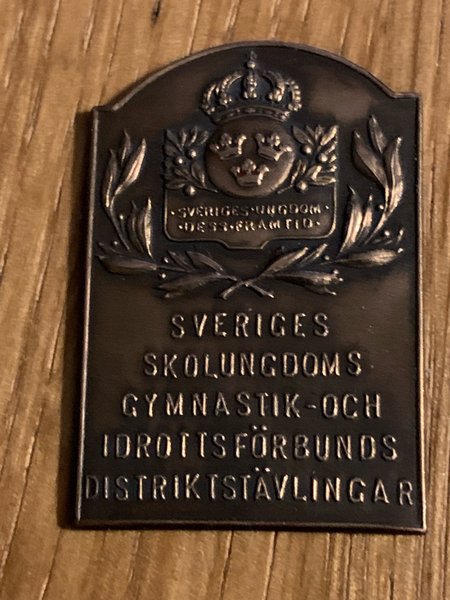 ·SVERIGES·UNGDOM·
·DESS·FRAMTID·
SVERIGES
SKOLUNGDOMS
GYMNASTIK-OCH
IDROTTSFÖRBUNDS
DISTRIKTSTÄVLINGAR